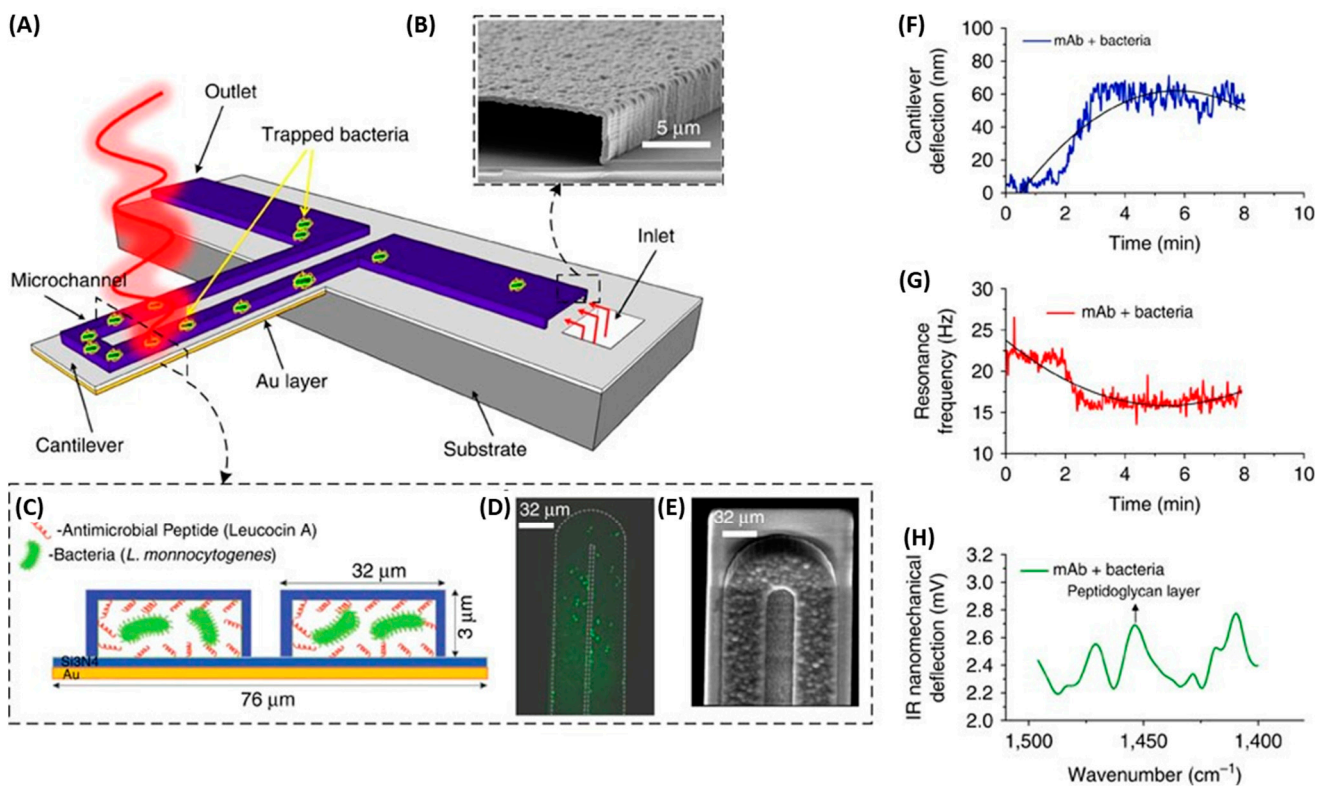 (A)
Outlet
Trapped bacteria
Microchannel
Inlet
Au layer
Cantilever
Substrate
(B)
5 μm
(C)
-Antimicrobial Peptide (Leucocin A)
-Bacteria (L. monnocytogenes)
32 μm
3 μm
Si3N4
Au
76 μm
(D)
32 μm
(E)
32 μm
(F)
mAb + bacteria
Cantilever
deflection (nm)
100
80
60
40
20
0
0 2 4 6 8 10
Time (min)
(G)
mAb + bacteria
Resonance
frequency (Hz)
30
25
20
15
10
0 2 4 6 8 10
Time (min)
(H)
mAb + bacteria
Peptidoglycan layer
IR nanomechanical
deflection (mV)
3.2
3.0
2.8
2.6
2.4
2.2
2.0
1,500 1,450 1,400
Wavenumber (cm⁻¹)